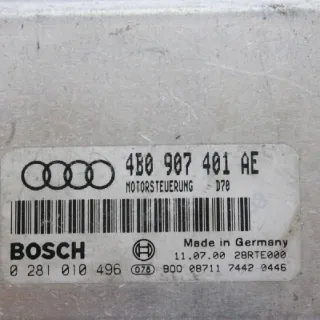 4B0 907 401 AE
MOTORSTEUERUNG D70
BOSCH
Made in Germany
11.07.00 28RTE000
0 281 010 496 078 BOO 08711 7442 0446